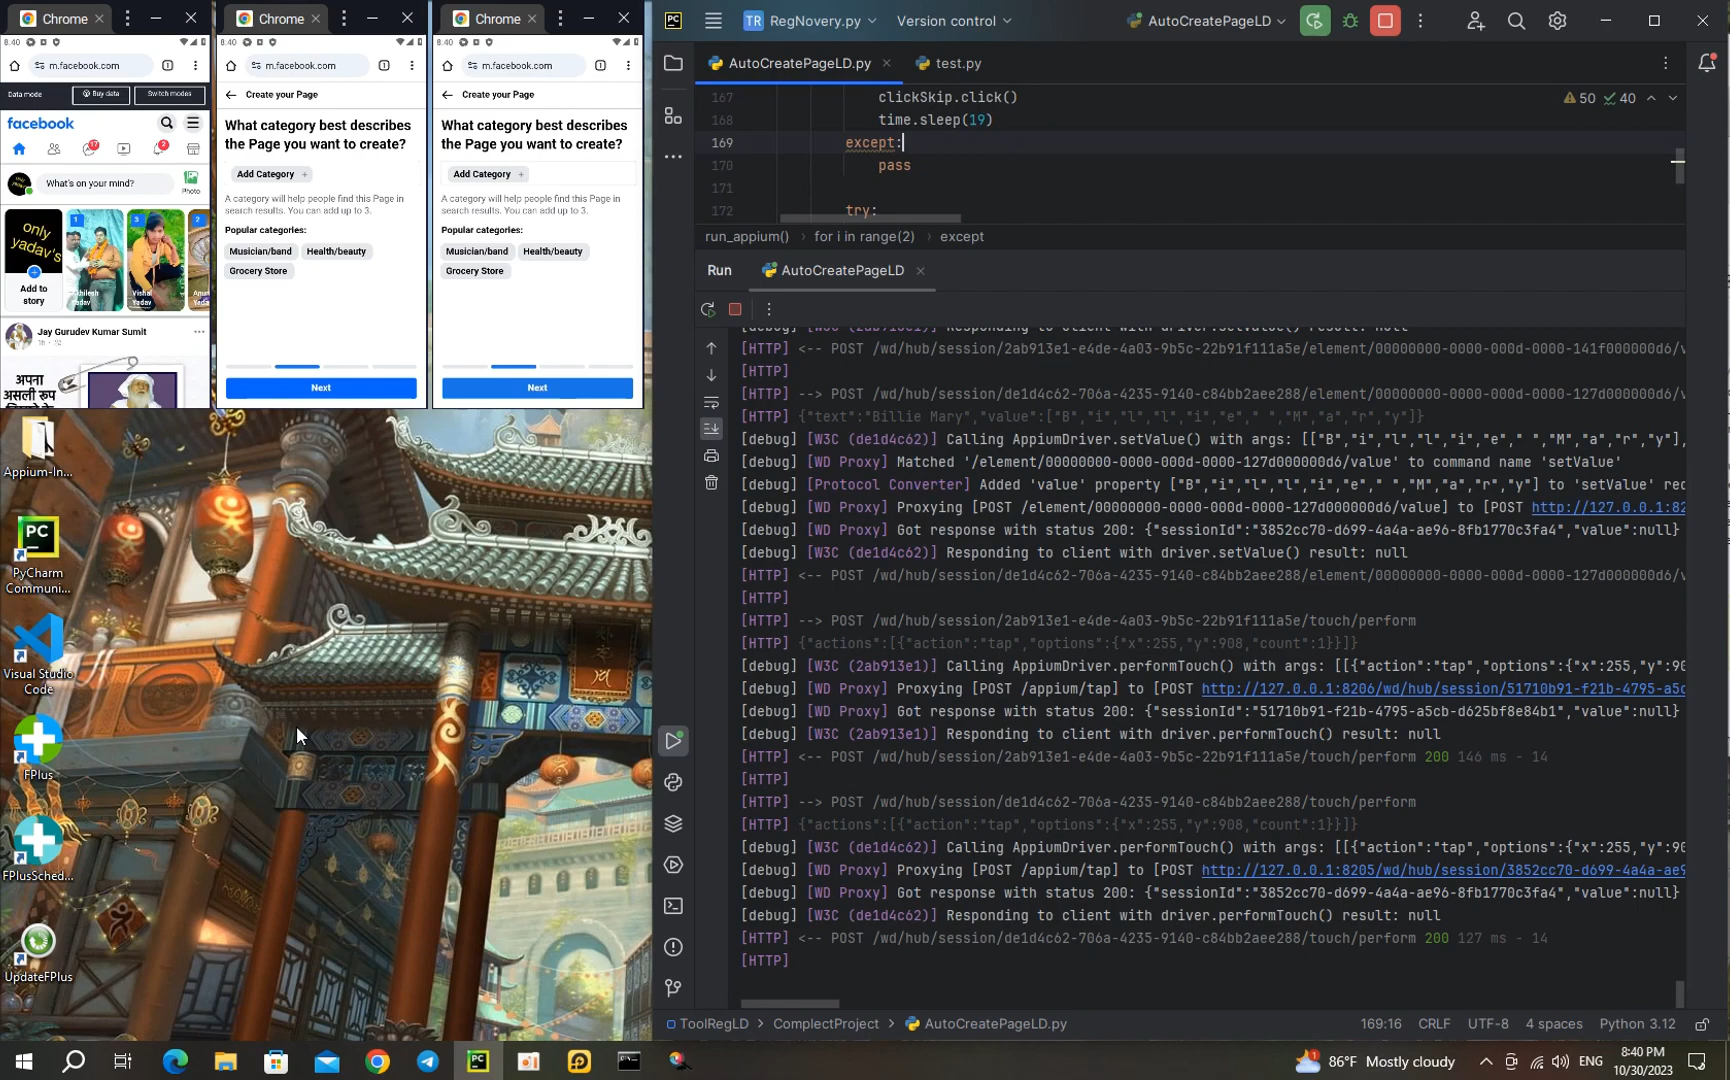 Chrome
Chrome
Chrome
8:40
8:40
8:40
m.facebook.com
m.facebook.com
m.facebook.com
Data mode
Buy data
Switch modes
facebook
17
2
What's on your mind?
Photo
only
yadav's
Add to
story
1
3
2
Vishal
Yadav
Jay Gurudev Kumar Sumit
अपना
असली रूप
Create your Page
What category best describes
the Page you want to create?
Add Category +
A category will help people find this Page in
search results. You can add up to 3.
Popular categories:
Musician/band
Health/beauty
Grocery Store
Next
Create your Page
What category best describes
the Page you want to create?
Add Category +
A category will help people find this Page in
search results. You can add up to 3.
Popular categories:
Musician/band
Health/beauty
Grocery Store
Next
Appium-In...
PyCharm
Communi...
Visual Studio
Code
FPlus
FPlusSched...
UpdateFPlus
TR RegNovery.py
Version control
AutoCreatePageLD
AutoCreatePageLD.py
test.py
50 40
167 clickSkip.click()
168 time.sleep(19)
169 except:
170 pass
171
172 try:
run_appium() > for i in range(2) > except
Run
AutoCreatePageLD
[HTTP] <-- POST /wd/hub/session/2ab913e1-e4de-4a03-9b5c-22b91f111a5e/element/00000000-0000-000d-0000-141f000000d6/v
[HTTP]
[HTTP] --> POST /wd/hub/session/de1d4c62-706a-4235-9140-c84bb2aee288/element/00000000-0000-000d-0000-127d000000d6/v
[HTTP] {"text":"Billie Mary","value":["B","i","l","l","i","e"," ","M","a","r","y"]}
[debug] [W3C (de1d4c62)] Calling AppiumDriver.setValue() with args: [["B","i","l","l","i","e"," ","M","a","r","y"],
[debug] [WD Proxy] Matched '/element/00000000-0000-000d-0000-127d000000d6/value' to command name 'setValue'
[debug] [Protocol Converter] Added 'value' property ["B","i","l","l","i","e"," ","M","a","r","y"] to 'setValue' req
[debug] [WD Proxy] Proxying [POST /element/00000000-0000-000d-0000-127d000000d6/value] to [POST http://127.0.0.1:82
[debug] [WD Proxy] Got response with status 200: {"sessionId":"3852cc70-d699-4a4a-ae96-8fb1770c3fa4","value":null}
[debug] [W3C (de1d4c62)] Responding to client with driver.setValue() result: null
[HTTP] <-- POST /wd/hub/session/de1d4c62-706a-4235-9140-c84bb2aee288/element/00000000-0000-000d-0000-127d000000d6/v
[HTTP]
[HTTP] --> POST /wd/hub/session/2ab913e1-e4de-4a03-9b5c-22b91f111a5e/touch/perform
[HTTP] {"actions":[{"action":"tap","options":{"x":255,"y":908,"count":1}}]}
[debug] [W3C (2ab913e1)] Calling AppiumDriver.performTouch() with args: [[{"action":"tap","options":{"x":255,"y":90
[debug] [WD Proxy] Proxying [POST /appium/tap] to [POST http://127.0.0.1:8206/wd/hub/session/51710b91-f21b-4795-a5c
[debug] [WD Proxy] Got response with status 200: {"sessionId":"51710b91-f21b-4795-a5cb-d625bf8e84b1","value":null}
[debug] [W3C (2ab913e1)] Responding to client with driver.performTouch() result: null
[HTTP] <-- POST /wd/hub/session/2ab913e1-e4de-4a03-9b5c-22b91f111a5e/touch/perform 200 146 ms - 14
[HTTP]
[HTTP] --> POST /wd/hub/session/de1d4c62-706a-4235-9140-c84bb2aee288/touch/perform
[HTTP] {"actions":[{"action":"tap","options":{"x":255,"y":908,"count":1}}]}
[debug] [W3C (de1d4c62)] Calling AppiumDriver.performTouch() with args: [[{"action":"tap","options":{"x":255,"y":90
[debug] [WD Proxy] Proxying [POST /appium/tap] to [POST http://127.0.0.1:8205/wd/hub/session/3852cc70-d699-4a4a-ae9
[debug] [WD Proxy] Got response with status 200: {"sessionId":"3852cc70-d699-4a4a-ae96-8fb1770c3fa4","value":null}
[debug] [W3C (de1d4c62)] Responding to client with driver.performTouch() result: null
[HTTP] <-- POST /wd/hub/session/de1d4c62-706a-4235-9140-c84bb2aee288/touch/perform 200 127 ms - 14
[HTTP]
ToolRegLD > ComplectProject > AutoCreatePageLD.py
169:16 CRLF UTF-8 4 spaces Python 3.12
86°F Mostly cloudy
ENG
8:40 PM
10/30/2023